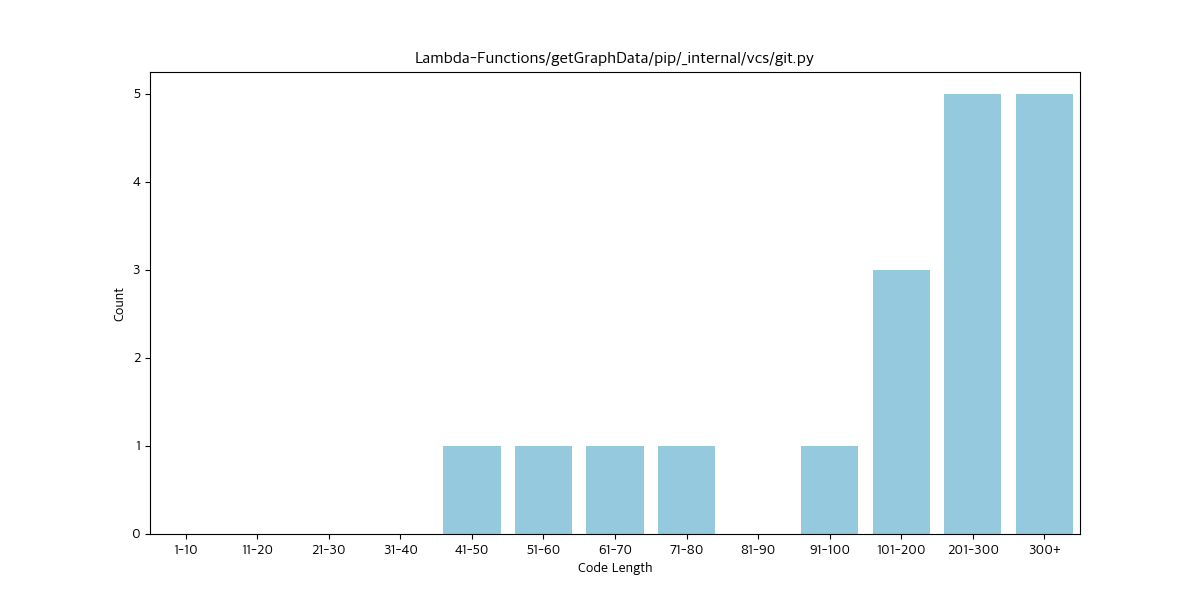 Lambda-Functions/getGraphData/pip/_internal/vcs/git.py
5
4
3
2
1
0
Count
1-10 11-20 21-30 31-40 41-50 51-60 61-70 71-80 81-90 91-100 101-200 201-300 300+
Code Length